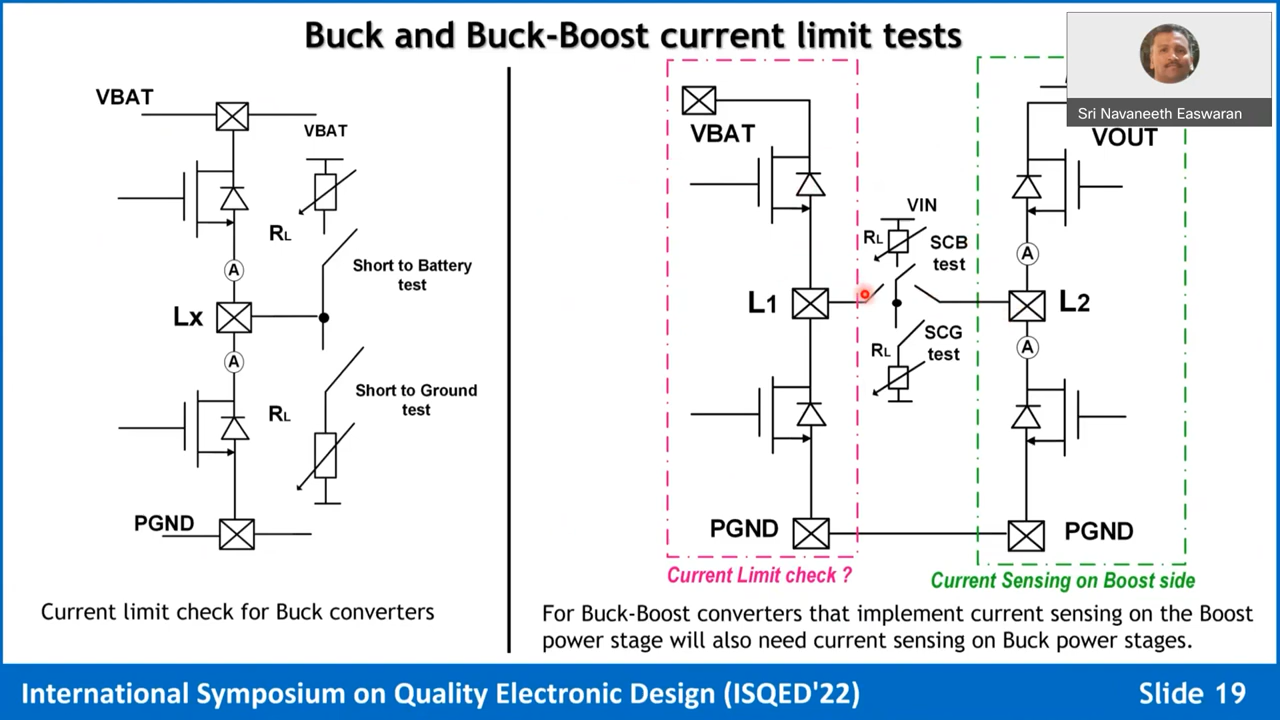 Buck and Buck-Boost current limit tests
Sri Navaneeth Easwaran
VBAT
VBAT
RL
A
Short to Battery
test
Lx
A
Short to Ground
test
RL
PGND
Current limit check for Buck converters
VBAT
VOUT
VIN
RL
SCB
test
A
L1
L2
SCG
test
RL
A
PGND
PGND
Current Limit check ?
Current Sensing on Boost side
For Buck-Boost converters that implement current sensing on the Boost
power stage will also need current sensing on Buck power stages.
International Symposium on Quality Electronic Design (ISQED'22)
Slide 19